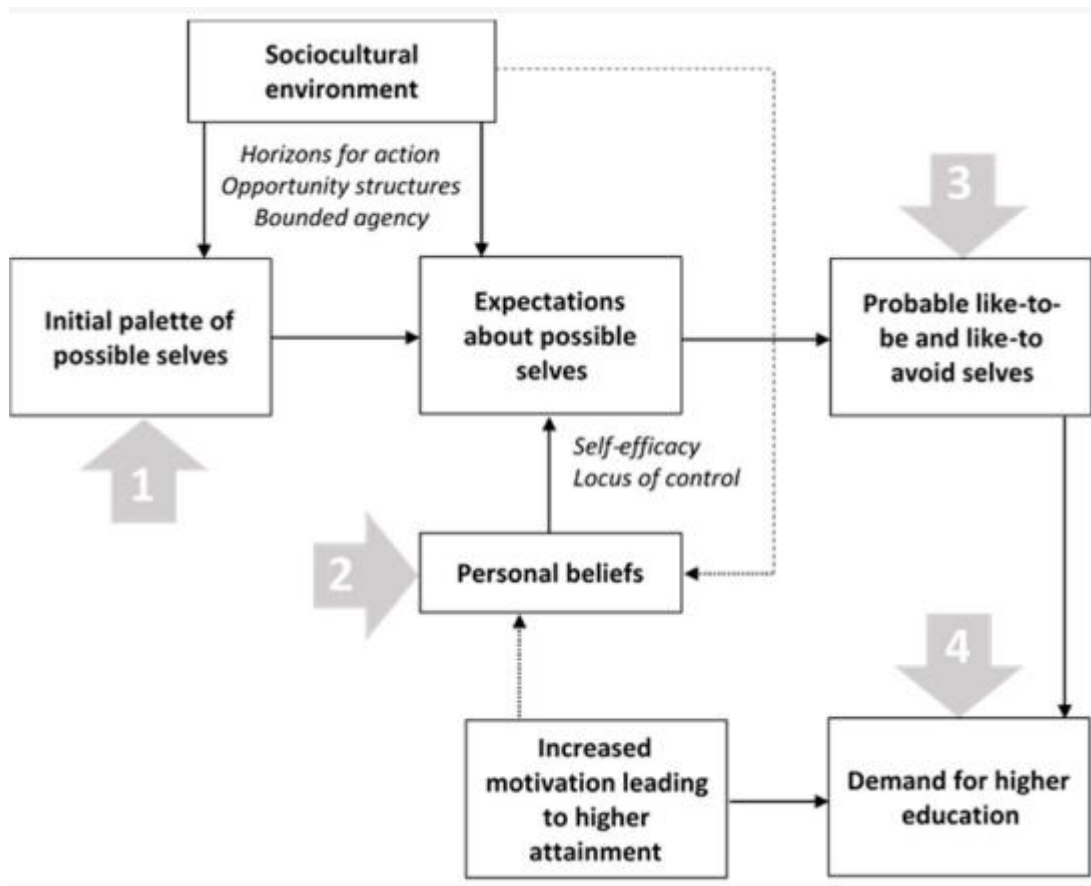 Sociocultural
environment
Horizons for action
Opportunity structures
Bounded agency
3
Initial palette of
possible selves
Expectations
about possible
selves
Probable like-to-
be and like-to
avoid selves
1
Self-efficacy
Locus of control
2
Personal beliefs
4
Increased
motivation leading
to higher
attainment
Demand for higher
education